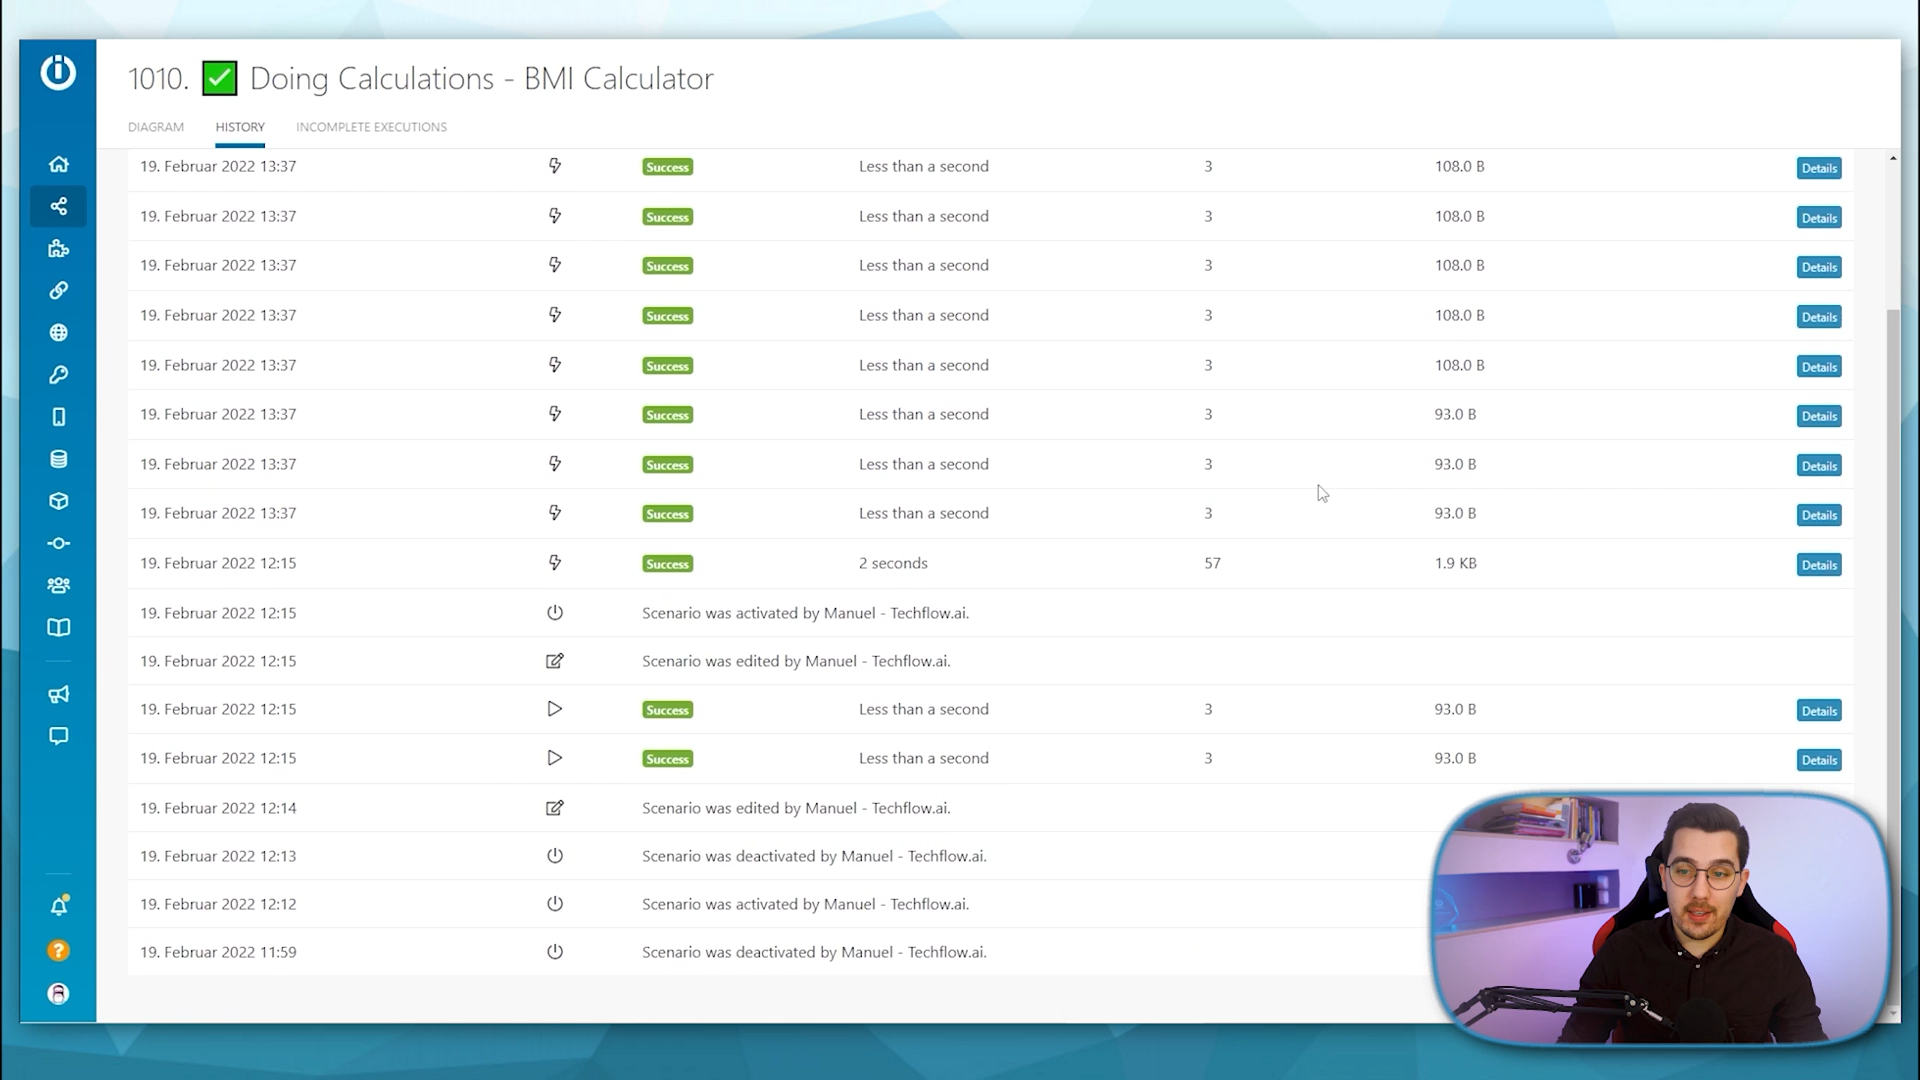 1010. ✅ Doing Calculations - BMI Calculator
DIAGRAM HISTORY INCOMPLETE EXECUTIONS
19. Februar 2022 13:37 Success Less than a second 3 108.0 B Details
19. Februar 2022 13:37 Success Less than a second 3 108.0 B Details
19. Februar 2022 13:37 Success Less than a second 3 108.0 B Details
19. Februar 2022 13:37 Success Less than a second 3 108.0 B Details
19. Februar 2022 13:37 Success Less than a second 3 108.0 B Details
19. Februar 2022 13:37 Success Less than a second 3 93.0 B Details
19. Februar 2022 13:37 Success Less than a second 3 93.0 B Details
19. Februar 2022 13:37 Success Less than a second 3 93.0 B Details
19. Februar 2022 12:15 Success 2 seconds 57 1.9 KB Details
19. Februar 2022 12:15 Scenario was activated by Manuel - Techflow.ai.
19. Februar 2022 12:15 Scenario was edited by Manuel - Techflow.ai.
19. Februar 2022 12:15 Success Less than a second 3 93.0 B Details
19. Februar 2022 12:15 Success Less than a second 3 93.0 B Details
19. Februar 2022 12:14 Scenario was edited by Manuel - Techflow.ai.
19. Februar 2022 12:13 Scenario was deactivated by Manuel - Techflow.ai.
19. Februar 2022 12:12 Scenario was activated by Manuel - Techflow.ai.
19. Februar 2022 11:59 Scenario was deactivated by Manuel - Techflow.ai.